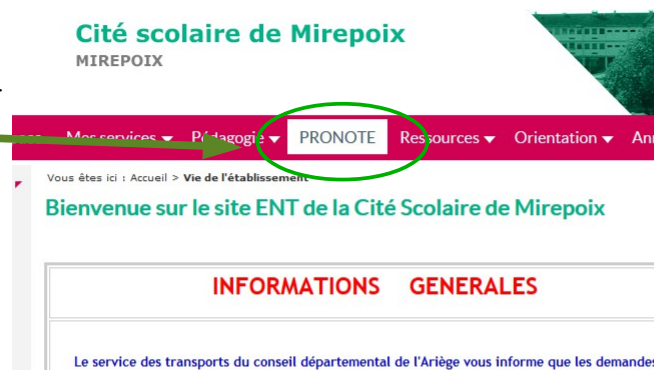 Cité scolaire de Mirepoix
MIREPOIX
Mes services Pédagogie PRONOTE Ressources Orientation
Vous êtes ici : Accueil > Vie de l'établissement
Bienvenue sur le site ENT de la Cité Scolaire de Mirepoix
INFORMATIONS GENERALES
Le service des transports du conseil départemental de l'Ariège vous informe que les demandes